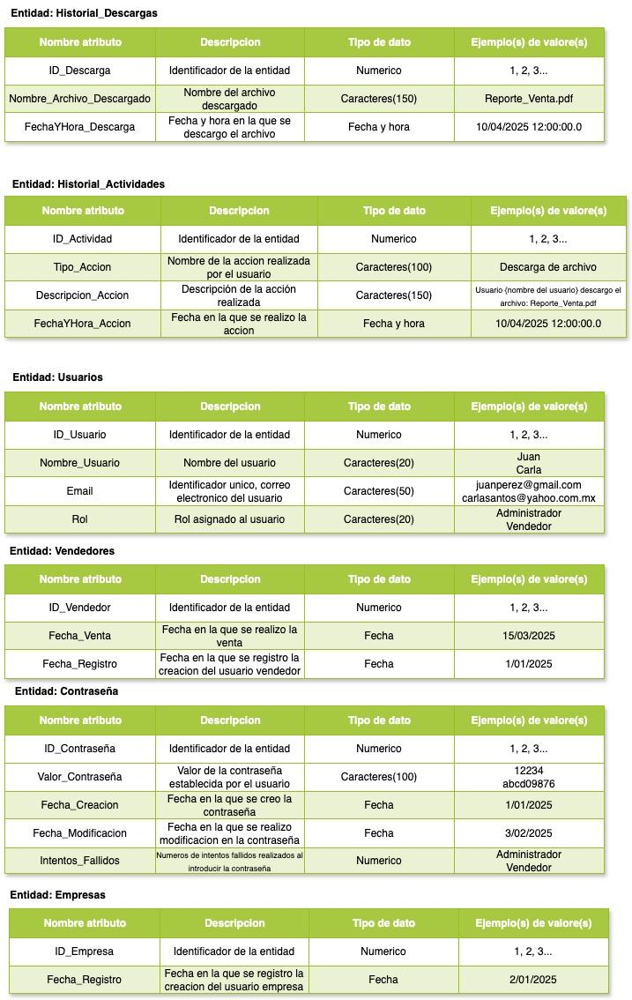 Entidad: Historial_Descargas
Nombre atributo Descripcion Tipo de dato Ejemplo(s) de valore(s)
ID_Descarga Identificador de la entidad Numerico 1, 2, 3...
Nombre_Archivo_Descargado Nombre del archivo descargado Caracteres(150) Reporte_Venta.pdf
FechaYHora_Descarga Fecha y hora en la que se descargo el archivo Fecha y hora 10/04/2025 12:00:00.0
Entidad: Historial_Actividades
Nombre atributo Descripcion Tipo de dato Ejemplo(s) de valore(s)
ID_Actividad Identificador de la entidad Numerico 1, 2, 3...
Tipo_Accion Nombre de la accion realizada por el usuario Caracteres(100) Descarga de archivo
Descripcion_Accion Descripción de la acción realizada Caracteres(150) Usuario {nombre del usuario} descargo el archivo: Reporte_Venta.pdf
FechaYHora_Accion Fecha en la que se realizo la accion Fecha y hora 10/04/2025 12:00:00.0
Entidad: Usuarios
Nombre atributo Descripcion Tipo de dato Ejemplo(s) de valore(s)
ID_Usuario Identificador de la entidad Numerico 1, 2, 3...
Nombre_Usuario Nombre del usuario Caracteres(20) Juan Carla
Email Identificador unico, correo electronico del usuario Caracteres(50) juanperez@gmail.com carlasantos@yahoo.com.mx
Rol Rol asignado al usuario Caracteres(20) Administrador Vendedor
Entidad: Vendedores
Nombre atributo Descripcion Tipo de dato Ejemplo(s) de valore(s)
ID_Vendedor Identificador de la entidad Numerico 1, 2, 3...
Fecha_Venta Fecha en la que se realizo la venta Fecha 15/03/2025
Fecha_Registro Fecha en la que se registro la creacion del usuario vendedor Fecha 1/01/2025
Entidad: Contraseña
Nombre atributo Descripcion Tipo de dato Ejemplo(s) de valore(s)
ID_Contraseña Identificador de la entidad Numerico 1, 2, 3...
Valor_Contraseña Valor de la contraseña establecida por el usuario Caracteres(100) 12234 abcd09876
Fecha_Creacion Fecha en la que se creo la contraseña Fecha 1/01/2025
Fecha_Modificacion Fecha en la que se realizo modificacion en la contraseña Fecha 3/02/2025
Intentos_Fallidos Numeros de intentos fallidos realizados al introducir la contraseña Numerico Administrador Vendedor
Entidad: Empresas
Nombre atributo Descripcion Tipo de dato Ejemplo(s) de valore(s)
ID_Empresa Identificador de la entidad Numerico 1, 2, 3...
Fecha_Registro Fecha en la que se registro la creacion del usuario empresa Fecha 2/01/2025